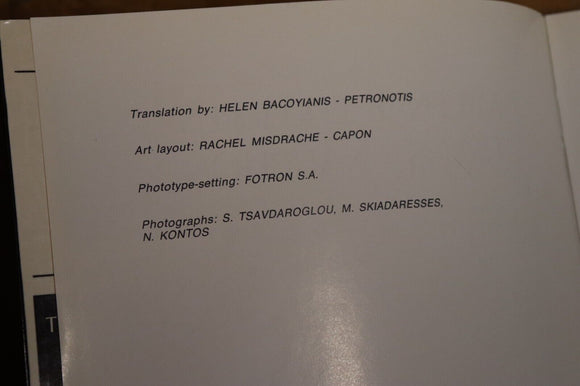 Translation by: HELEN BACOYIANIS - PETRONOTIS
Art layout: RACHEL MISDRACHE - CAPON
Phototype-setting: FOTRON S.A.
Photographs: S. TSAVDAROGLOU, M. SKIADARESSES,
N. KONTOS
T